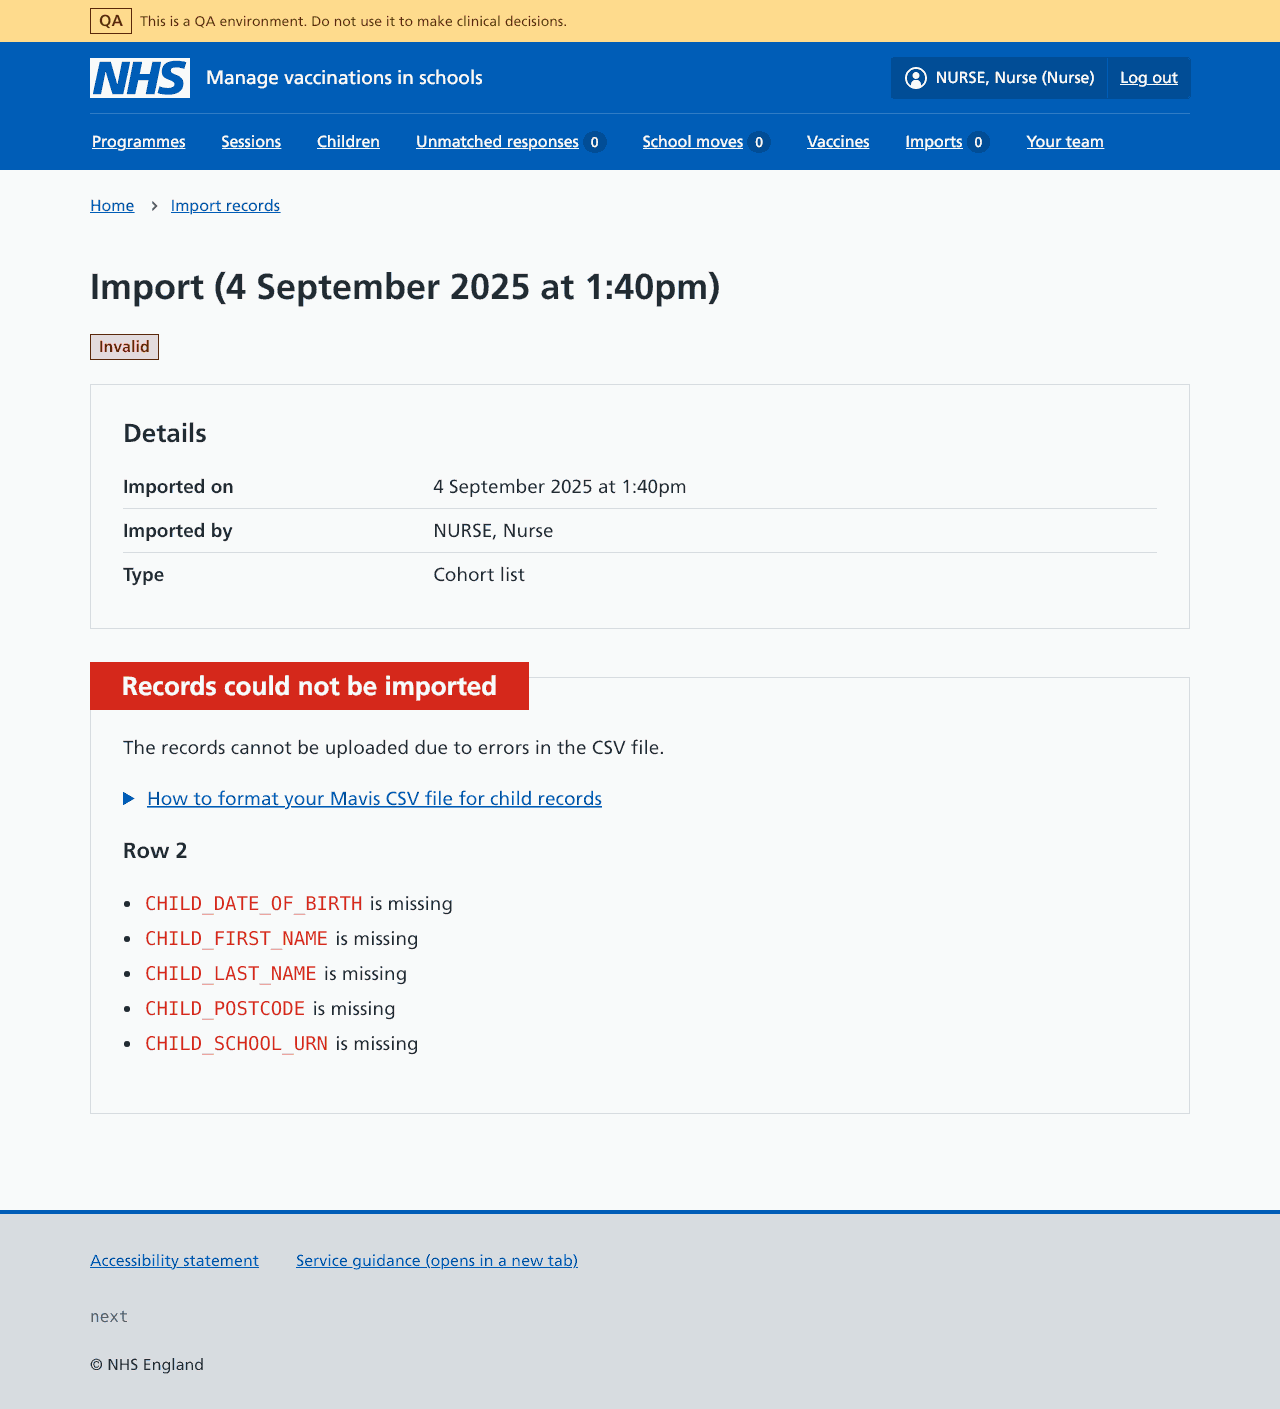 QA This is a QA environment. Do not use it to make clinical decisions.
NHS Manage vaccinations in schools NURSE, Nurse (Nurse) Log out
Programmes Sessions Children Unmatched responses 0 School moves 0 Vaccines Imports 0 Your team
Home Import records
Import (4 September 2025 at 1:40pm)
Invalid
Details
Imported on 4 September 2025 at 1:40pm
Imported by NURSE, Nurse
Type Cohort list
Records could not be imported
The records cannot be uploaded due to errors in the CSV file.
How to format your Mavis CSV file for child records
Row 2
CHILD_DATE_OF_BIRTH is missing
CHILD_FIRST_NAME is missing
CHILD_LAST_NAME is missing
CHILD_POSTCODE is missing
CHILD_SCHOOL_URN is missing
Accessibility statement Service guidance (opens in a new tab)
next
© NHS England